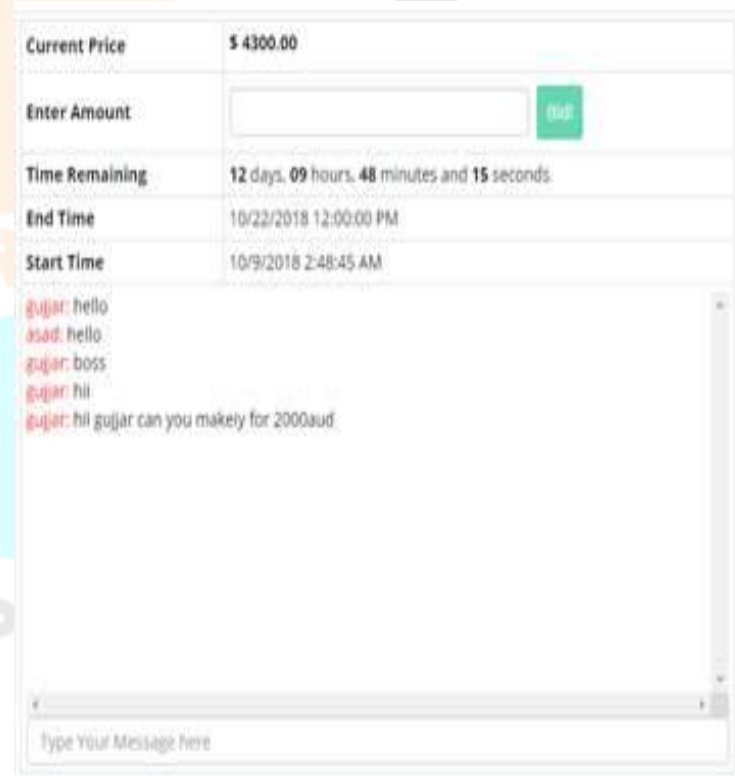 Current Price $ 4300.00
Enter Amount Bid!
Time Remaining 12 days, 09 hours, 48 minutes and 15 seconds
End Time 10/22/2018 12:00:00 PM
Start Time 10/9/2018 2:48:45 AM
gujjar: hello
asad: hello
gujjar: boss
gujjar: hii
gujjar: hii gujjar can you makely for 2000aud
Type Your Message here